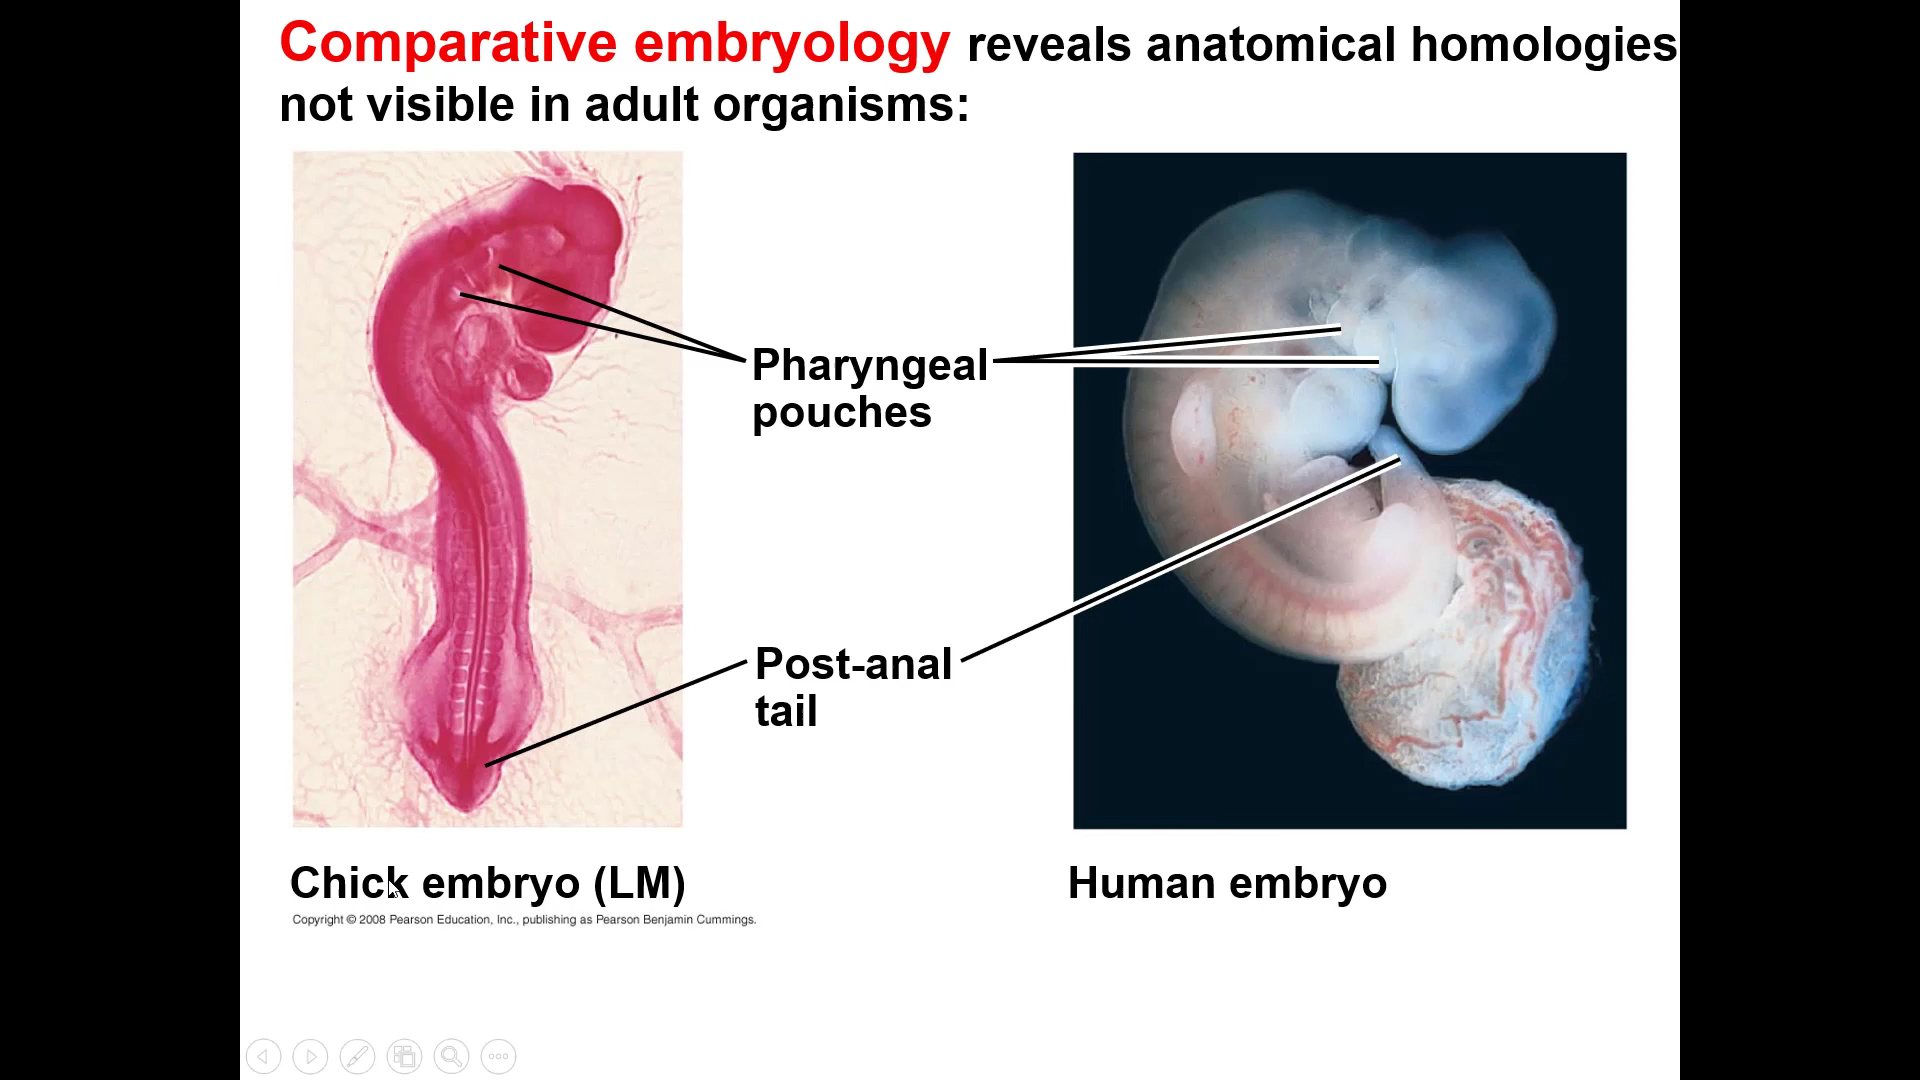 Comparative embryology reveals anatomical homologies
not visible in adult organisms:
Pharyngeal
pouches
Post-anal
tail
Chick embryo (LM)
Human embryo
Copyright © 2008 Pearson Education, Inc., publishing as Pearson Benjamin Cummings.